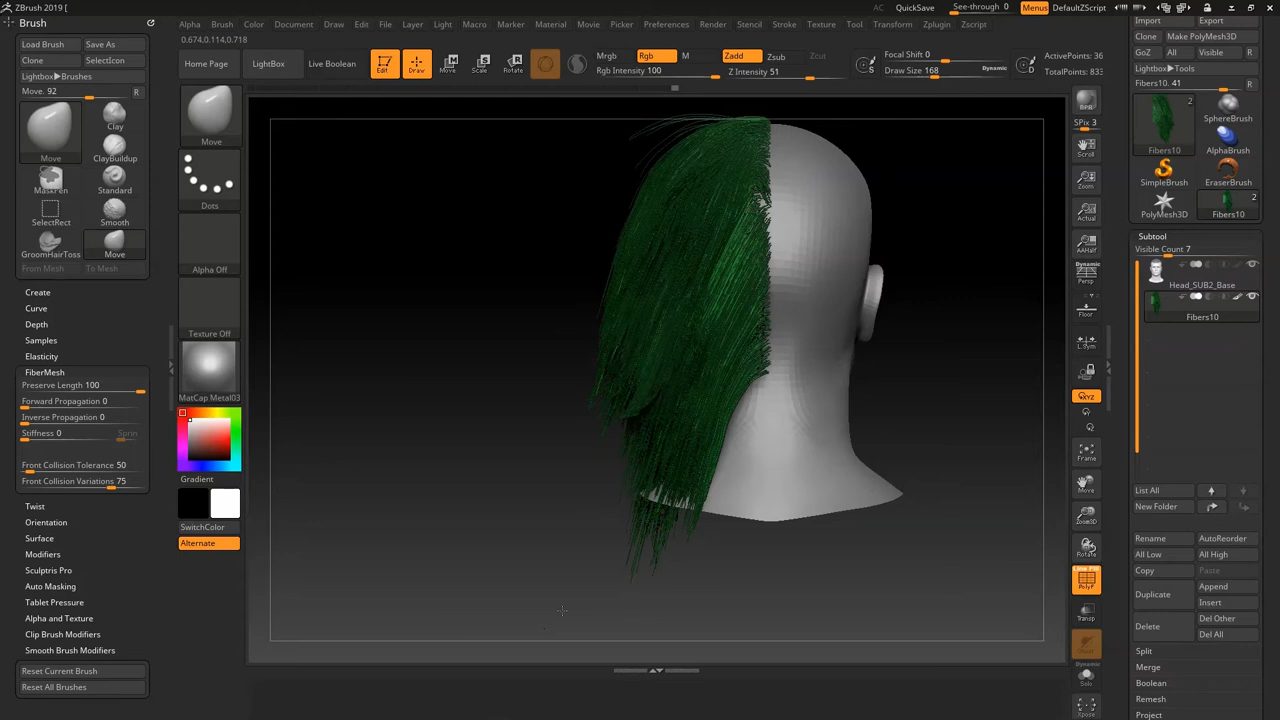 ZBrush 2019 [
AC QuickSave See-through 0 Menus DefaultZScript
Brush
Alpha Brush Color Document Draw Edit File Layer Light Macro Marker Material Movie Picker Preferences Render Stencil Stroke Texture Tool Transform Zplugin Zscript
0.674,0.114,0.718
Load Brush Save As
Clone SelectIcon
Lightbox▶Brushes
Move. 92 R
Move
Clay
ClayBuildup
MaskPen
Standard
SelectRect
Smooth
GroomHairToss
Move
From Mesh To Mesh
Create
Curve
Depth
Samples
Elasticity
FiberMesh
Preserve Length 100
Forward Propagation 0
Inverse Propagation 0
Stiffness 0 Sprin
Front Collision Tolerance 50
Front Collision Variations 75
Twist
Orientation
Surface
Modifiers
Sculptris Pro
Auto Masking
Tablet Pressure
Alpha and Texture
Clip Brush Modifiers
Smooth Brush Modifiers
Reset Current Brush
Reset All Brushes
Home Page LightBox Live Boolean
Edit Draw Move Scale Rotate
Mrgb Rgb M
Rgb Intensity 100
Zadd Zsub Zcut
Z Intensity 51
Focal Shift 0
Draw Size 168 Dynamic
S
D
ActivePoints: 36
TotalPoints: 833
Move
Dots
Alpha Off
Texture Off
MatCap Metal03
Gradient
SwitchColor
Alternate
BPR
SPix 3
Scroll
Zoom
Actual
AAHalf
Dynamic
Persp
Floor
L.Sym
XYZ
Frame
Move
Zoom3D
Rotate
Line Fill
PolyF
Transp
Dynamic
Solo
Xpose
Import Export
Clone Make PolyMesh3D
GoZ All Visible R
Lightbox▶Tools
Fibers10. 41 R
2
Fibers10
SphereBrush
AlphaBrush
SimpleBrush
EraserBrush
PolyMesh3D
2
Fibers10
Subtool
Visible Count 7
Head_SUB2_Base
Fibers10
List All
New Folder
Rename AutoReorder
All Low All High
Copy Paste
Duplicate Append
Insert
Delete Del Other
Del All
Split
Merge
Boolean
Remesh
Project